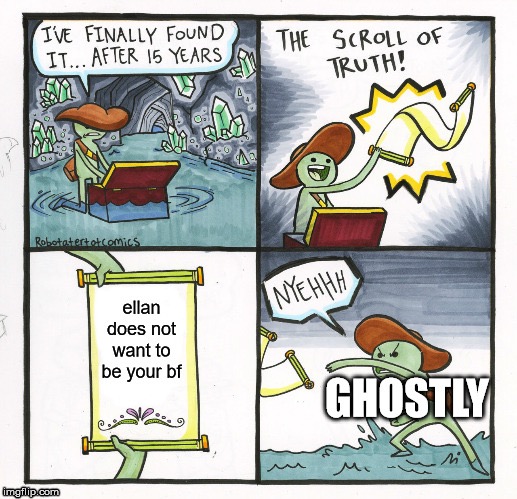 I'VE FINALLY FOUND
IT... AFTER 15 YEARS
THE SCROLL OF
TRUTH!
Robotatertotcomics
ellan
does not
want to
be your bf
NYEHHH
GHOSTLY
imgflip.com